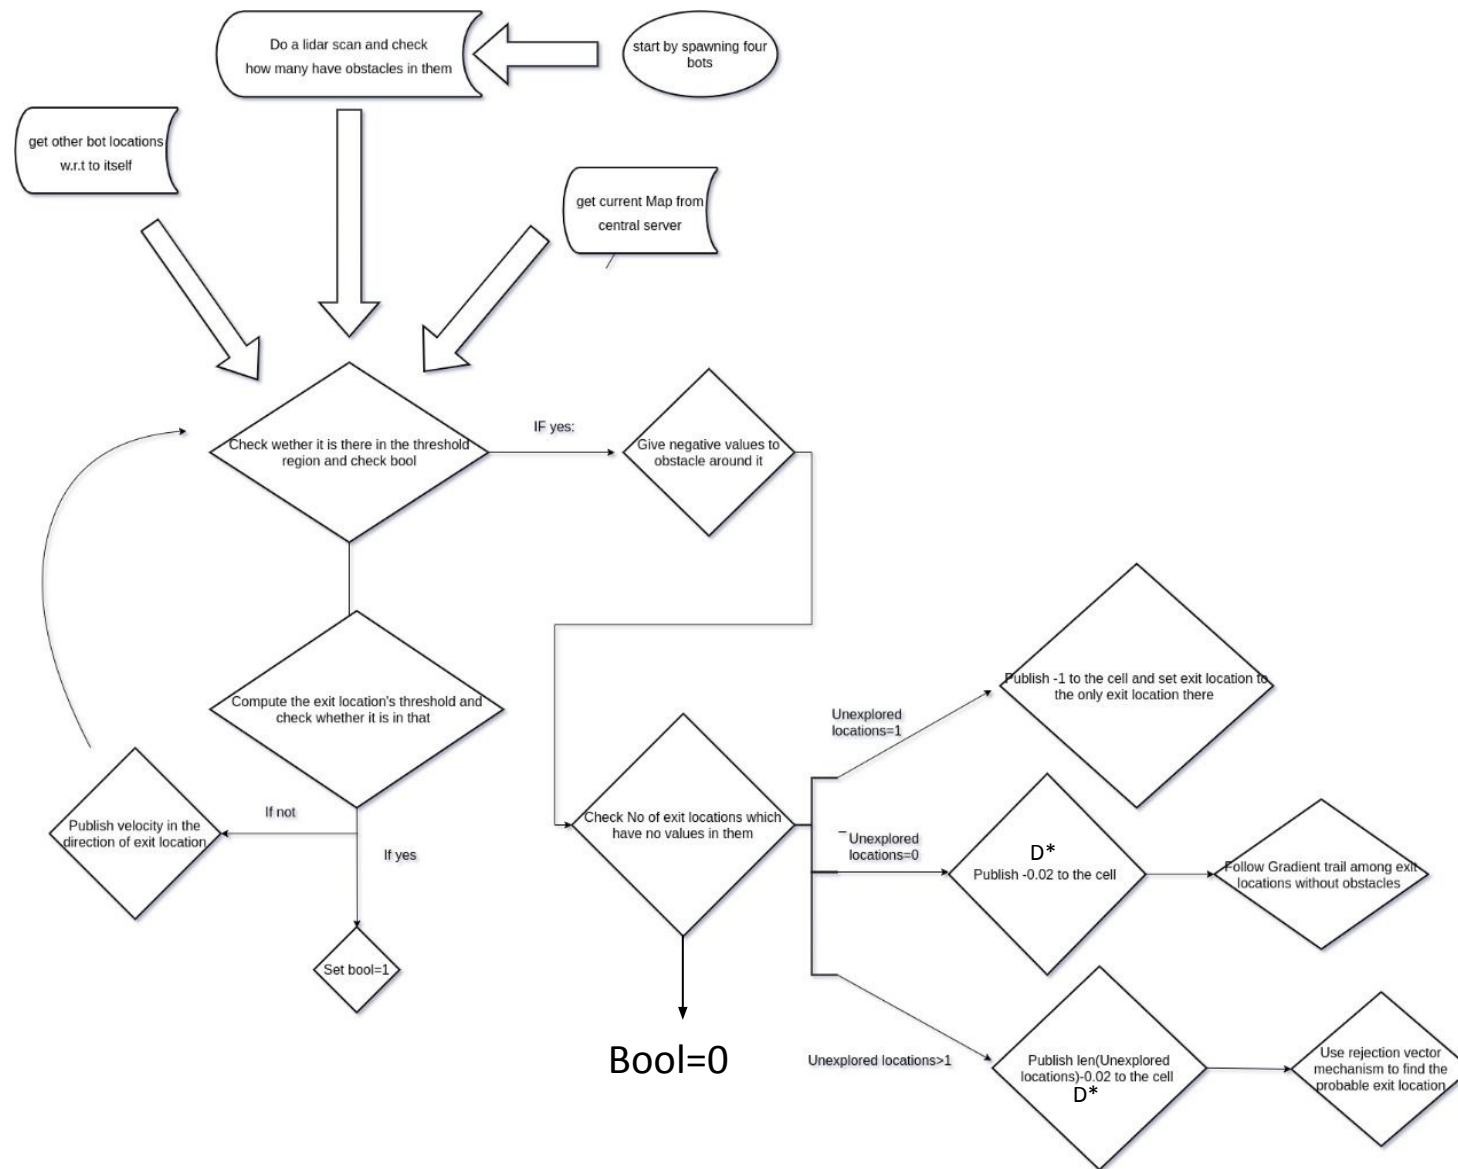 Do a lidar scan and check
how many have obstacles in them
start by spawning four
bots
get other bot locations
w.r.t to itself
get current Map from
central server
Check wether it is there in the threshold
region and check bool
IF yes:
Give negative values to
obstacle around it
Compute the exit location's threshold and
check whether it is in that
If not
Publish velocity in the
direction of exit location
If yes
Set bool=1
Check No of exit locations which
have no values in them
Bool=0
Unexplored
locations=1
Publish -1 to the cell and set exit location to
the only exit location there
Unexplored
locations=0
D*
Publish -0.02 to the cell
Follow Gradient trail among exit
locations without obstacles
Unexplored locations>1
Publish len(Unexplored
locations)-0.02 to the cell
D*
Use rejection vector
mechanism to find the
probable exit location